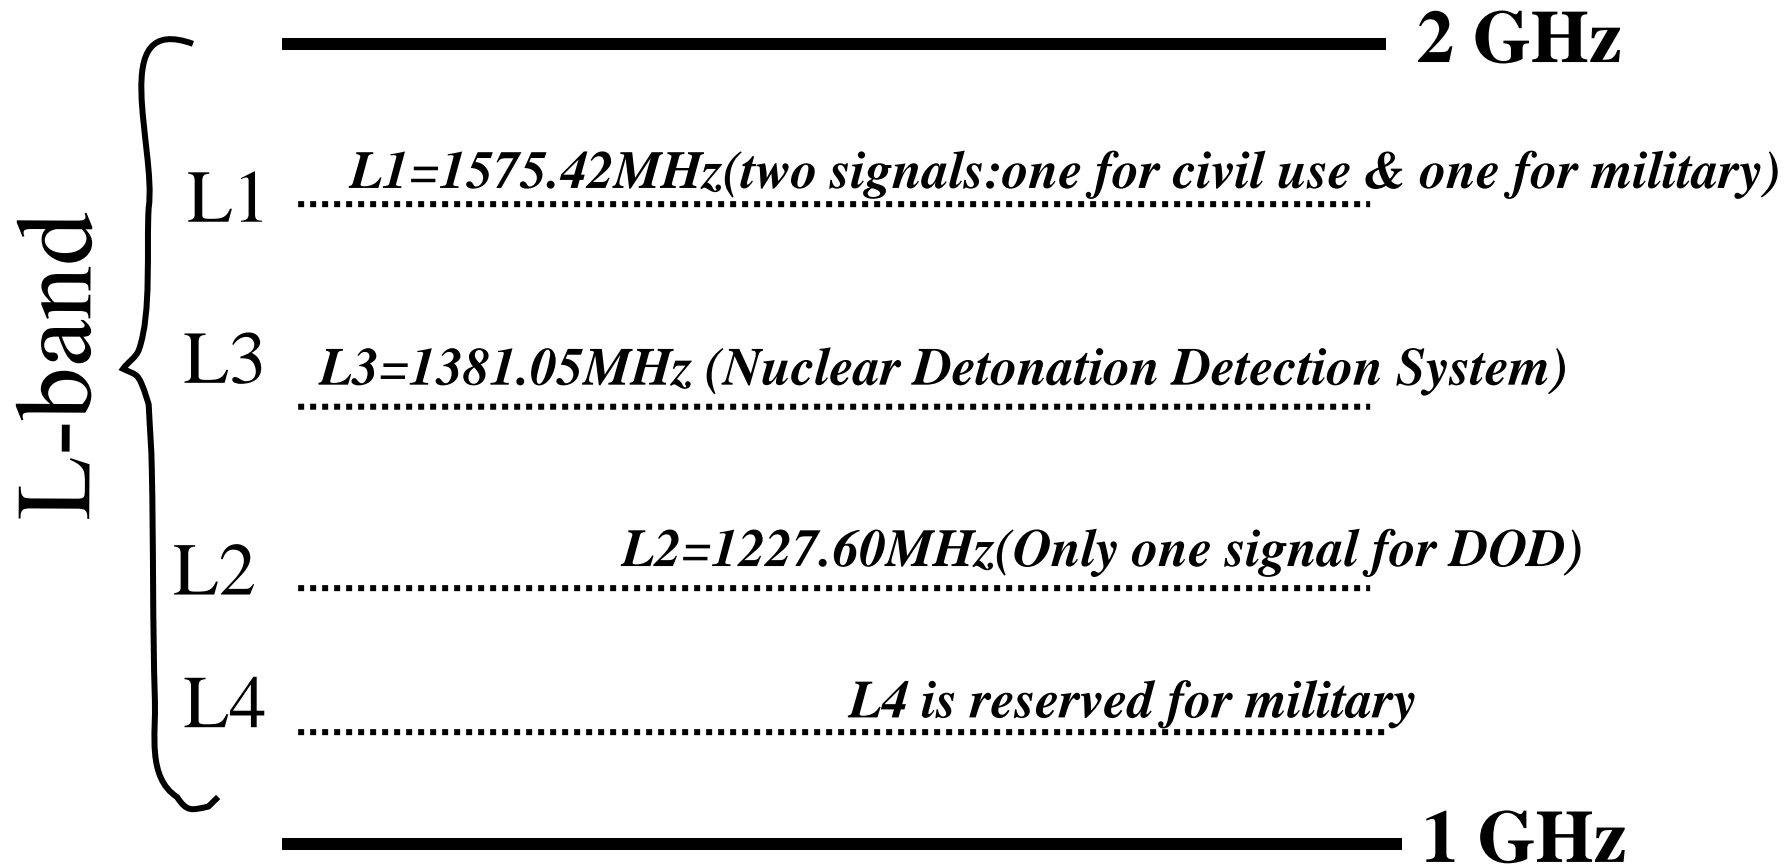 2 GHz
L-band
L1
L1=1575.42MHz(two signals:one for civil use & one for military)
L3
L3=1381.05MHz (Nuclear Detonation Detection System)
L2
L2=1227.60MHz(Only one signal for DOD)
L4
L4 is reserved for military
1 GHz